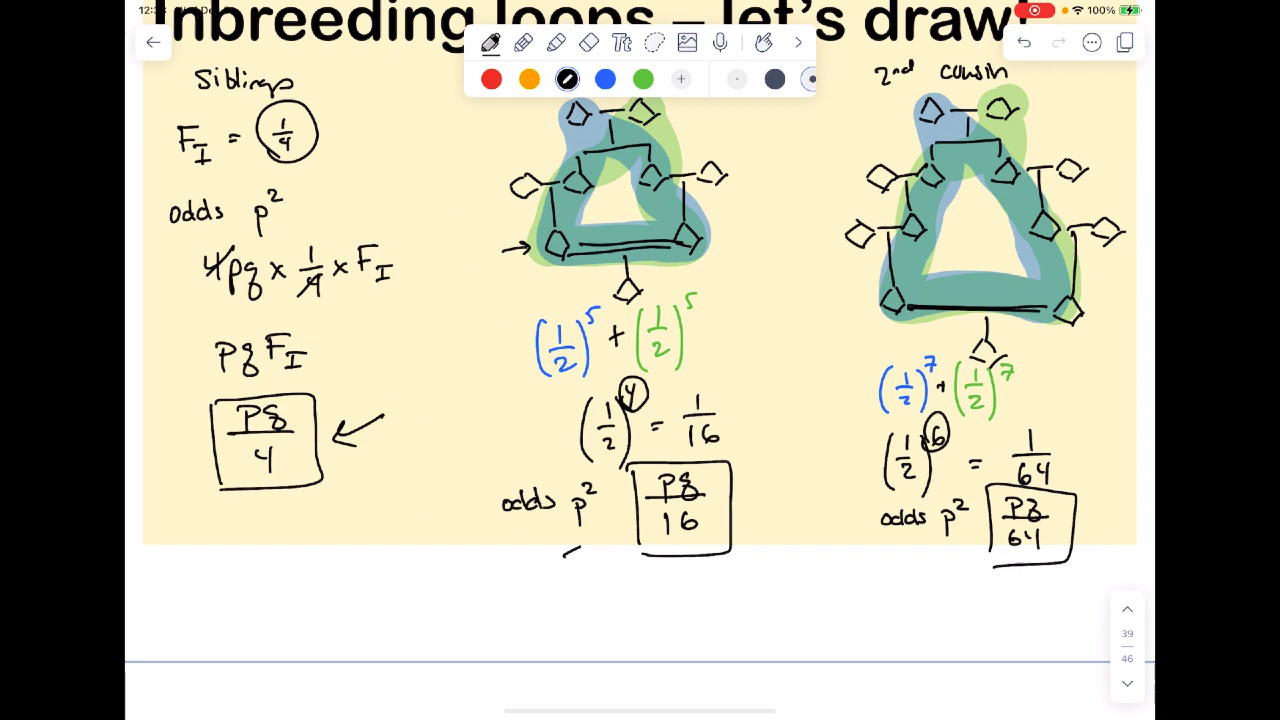 Inbreeding loops – let's draw!
100%
Tt
Siblings
F_I = 1/4
odds p²
4pq x 1/4 x F_I
pq F_I
pq/4
(1/2)⁵ + (1/2)⁵
(1/2)⁴ = 1/16
odds p² pq/16
2nd cousin
(1/2)⁷ + (1/2)⁷
(1/2)⁶ = 1/64
odds p² pq/64
39
46